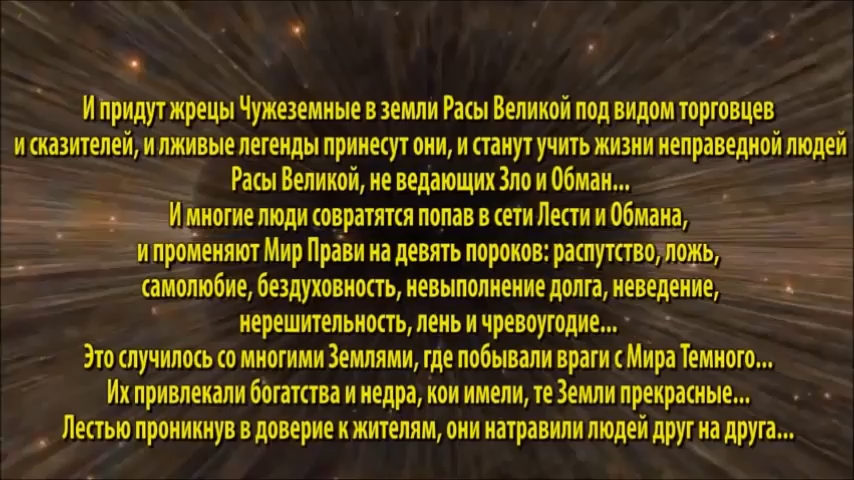 И придут жрецы Чужеземные в земли Расы Великой под видом торговцев
и сказителей, и лживые легенды принесут они, и станут учить жизни неправедной людей
Расы Великой, не ведающих Зло и Обман...
И многие люди совратятся попав в сети Лести и Обмана,
и променяют Мир Прави на девять пороков: распутство, ложь,
самолюбие, бездуховность, невыполнение долга, неведение,
нерешительность, лень и чревоугодие...
Это случилось со многими Землями, где побывали враги с Мира Темного...
Их привлекали богатства и недра, кои имели, те Земли прекрасные...
Лестью проникнув в доверие к жителям, они натравили людей друг на друга...